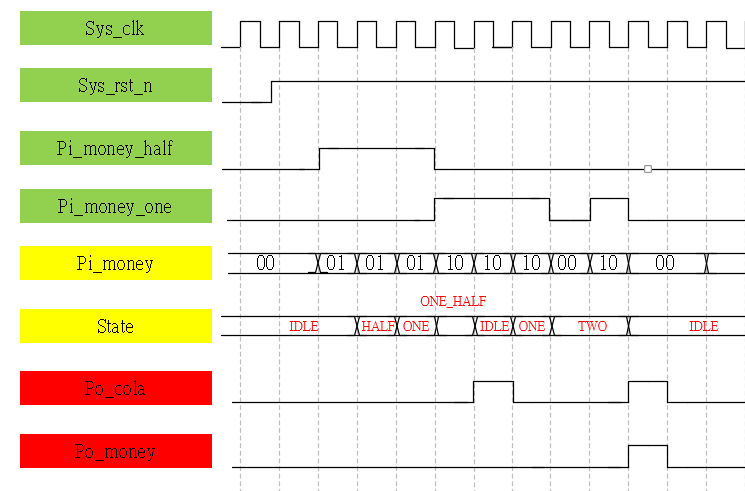 Sys_clk
Sys_rst_n
Pi_money_half
Pi_money_one
Pi_money 00 01 01 01 10 10 10 00 10 00
ONE_HALF
State IDLE HALF ONE IDLE ONE TWO IDLE
Po_cola
Po_money